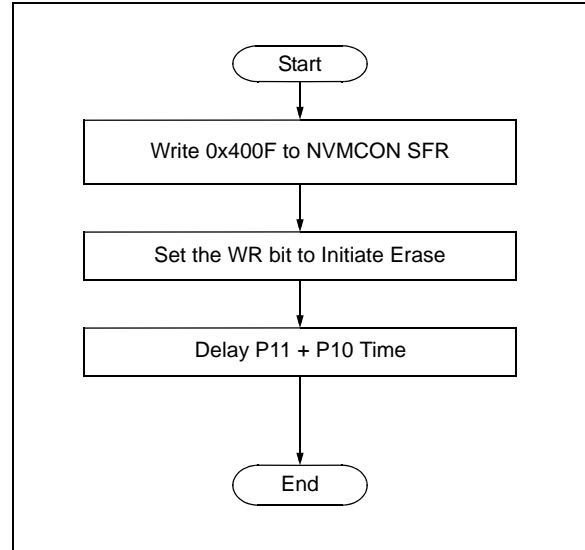 Start
Write 0x400F to NVMCON SFR
Set the WR bit to Initiate Erase
Delay P11 + P10 Time
End